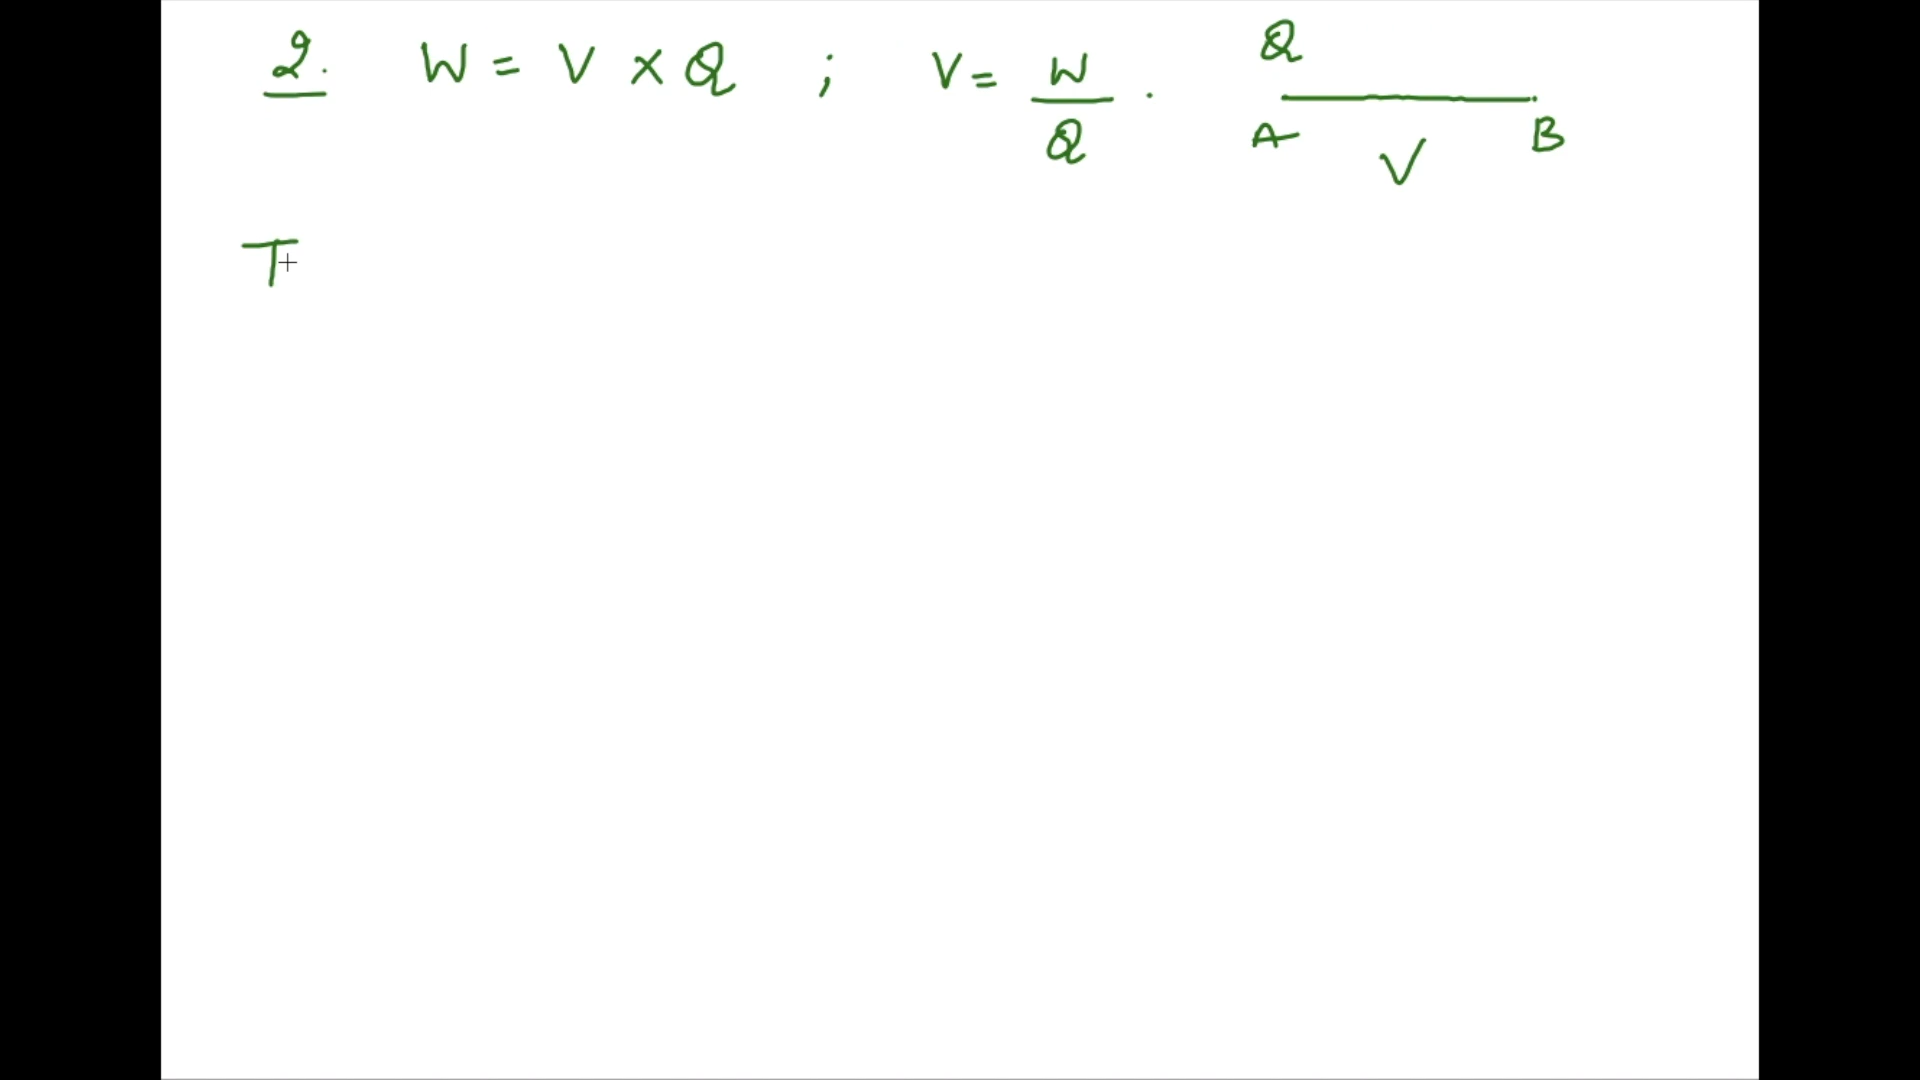 2. W = V × Q ; V = W/Q . Q
A V B
T